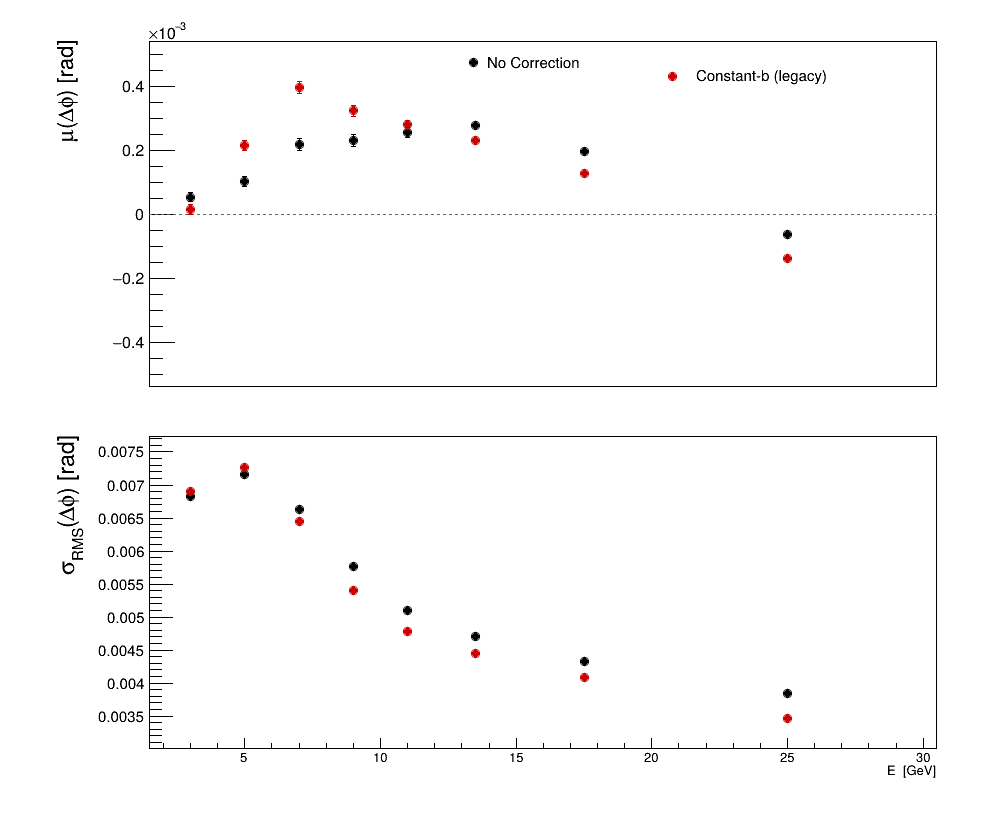 ×10⁻³
μ(Δϕ) [rad]
No Correction
Constant-b (legacy)
0.4
0.2
0
−0.2
−0.4
σRMS(Δϕ) [rad]
0.0075
0.007
0.0065
0.006
0.0055
0.005
0.0045
0.004
0.0035
5 10 15 20 25 30
E [GeV]